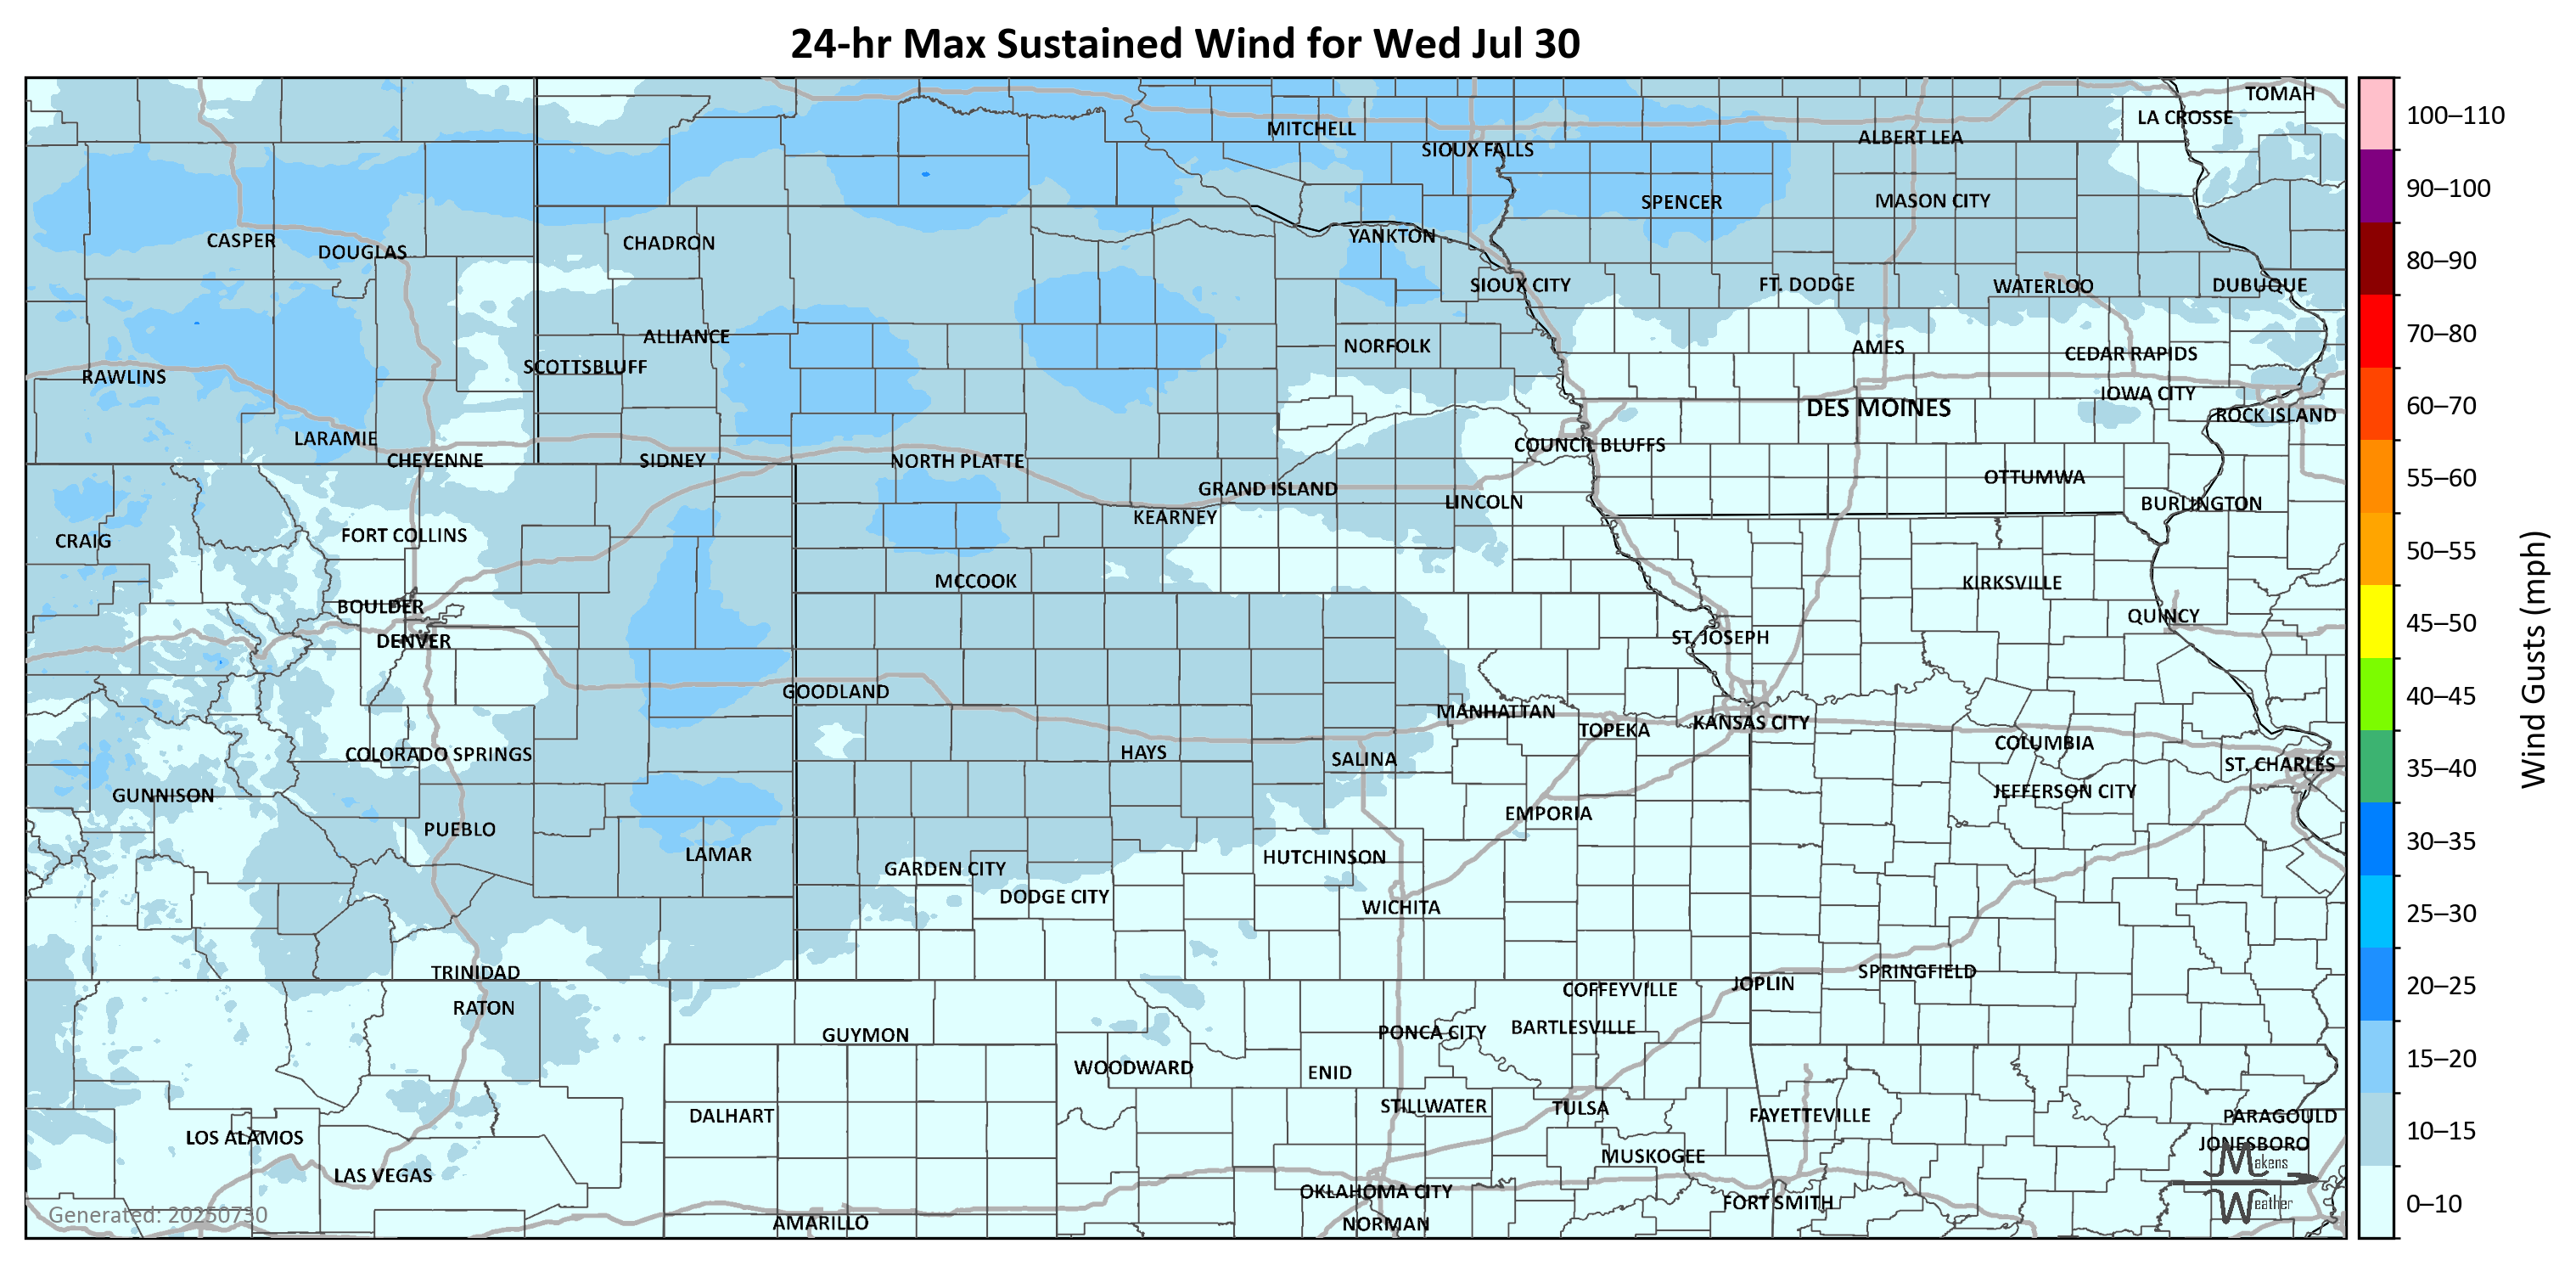 24-hr Max Sustained Wind for Wed Jul 30
TOMAH
LA CROSSE
MITCHELL
ALBERT LEA
SIOUX FALLS
SPENCER
MASON CITY
CASPER
DOUGLAS
CHADRON
YANKTON
SIOUX CITY
FT. DODGE
WATERLOO
DUBUQUE
ALLIANCE
NORFOLK
AMES
CEDAR RAPIDS
SCOTTSBLUFF
RAWLINS
IOWA CITY
DES MOINES
ROCK ISLAND
LARAMIE
COUNCIL BLUFFS
CHEYENNE
SIDNEY
NORTH PLATTE
OTTUMWA
GRAND ISLAND
LINCOLN
BURLINGTON
KEARNEY
CRAIG
FORT COLLINS
MCCOOK
KIRKSVILLE
BOULDER
QUINCY
DENVER
ST. JOSEPH
GOODLAND
MANHATTAN
TOPEKA
KANSAS CITY
COLORADO SPRINGS
HAYS
SALINA
COLUMBIA
ST. CHARLES
GUNNISON
JEFFERSON CITY
PUEBLO
EMPORIA
LAMAR
GARDEN CITY
HUTCHINSON
DODGE CITY
WICHITA
TRINIDAD
SPRINGFIELD
JOPLIN
COFFEYVILLE
RATON
GUYMON
PONCA CITY
BARTLESVILLE
WOODWARD
ENID
DALHART
STILLWATER
TULSA
FAYETTEVILLE
PARAGOULD
LOS ALAMOS
JONESBORO
LAS VEGAS
MUSKOGEE
OKLAHOMA CITY
FORT SMITH
AMARILLO
NORMAN
Generated: 20250730
Makens
Weather
100–110
90–100
80–90
70–80
60–70
55–60
50–55
45–50
40–45
35–40
30–35
25–30
20–25
15–20
10–15
0–10
Wind Gusts (mph)